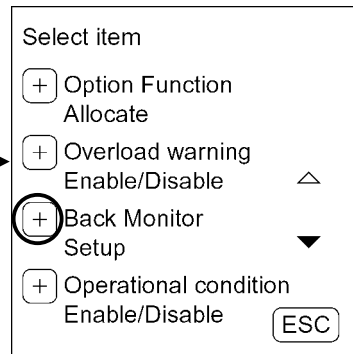 Select item
+ Option Function
Allocate
+ Overload warning
Enable/Disable
+ Back Monitor
Setup
+ Operational condition
Enable/Disable
ESC